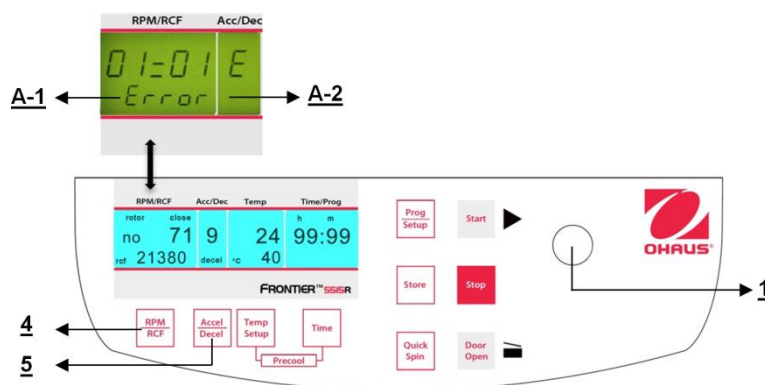 RPM/RCF Acc/Dec
01=01 E
Error
A-1
A-2
RPM/RCF Acc/Dec Temp Time/Prog
rotor close h m
no 71 9 24 99:99
rcf 21380 decel °C 40
FRONTIER™ 5515R
Prog
Setup
Start
OHAUS®
1
Store
Stop
4
RPM
RCF
Accel
Decel
Temp
Setup
Time
Quick
Spin
Door
Open
5
Precool